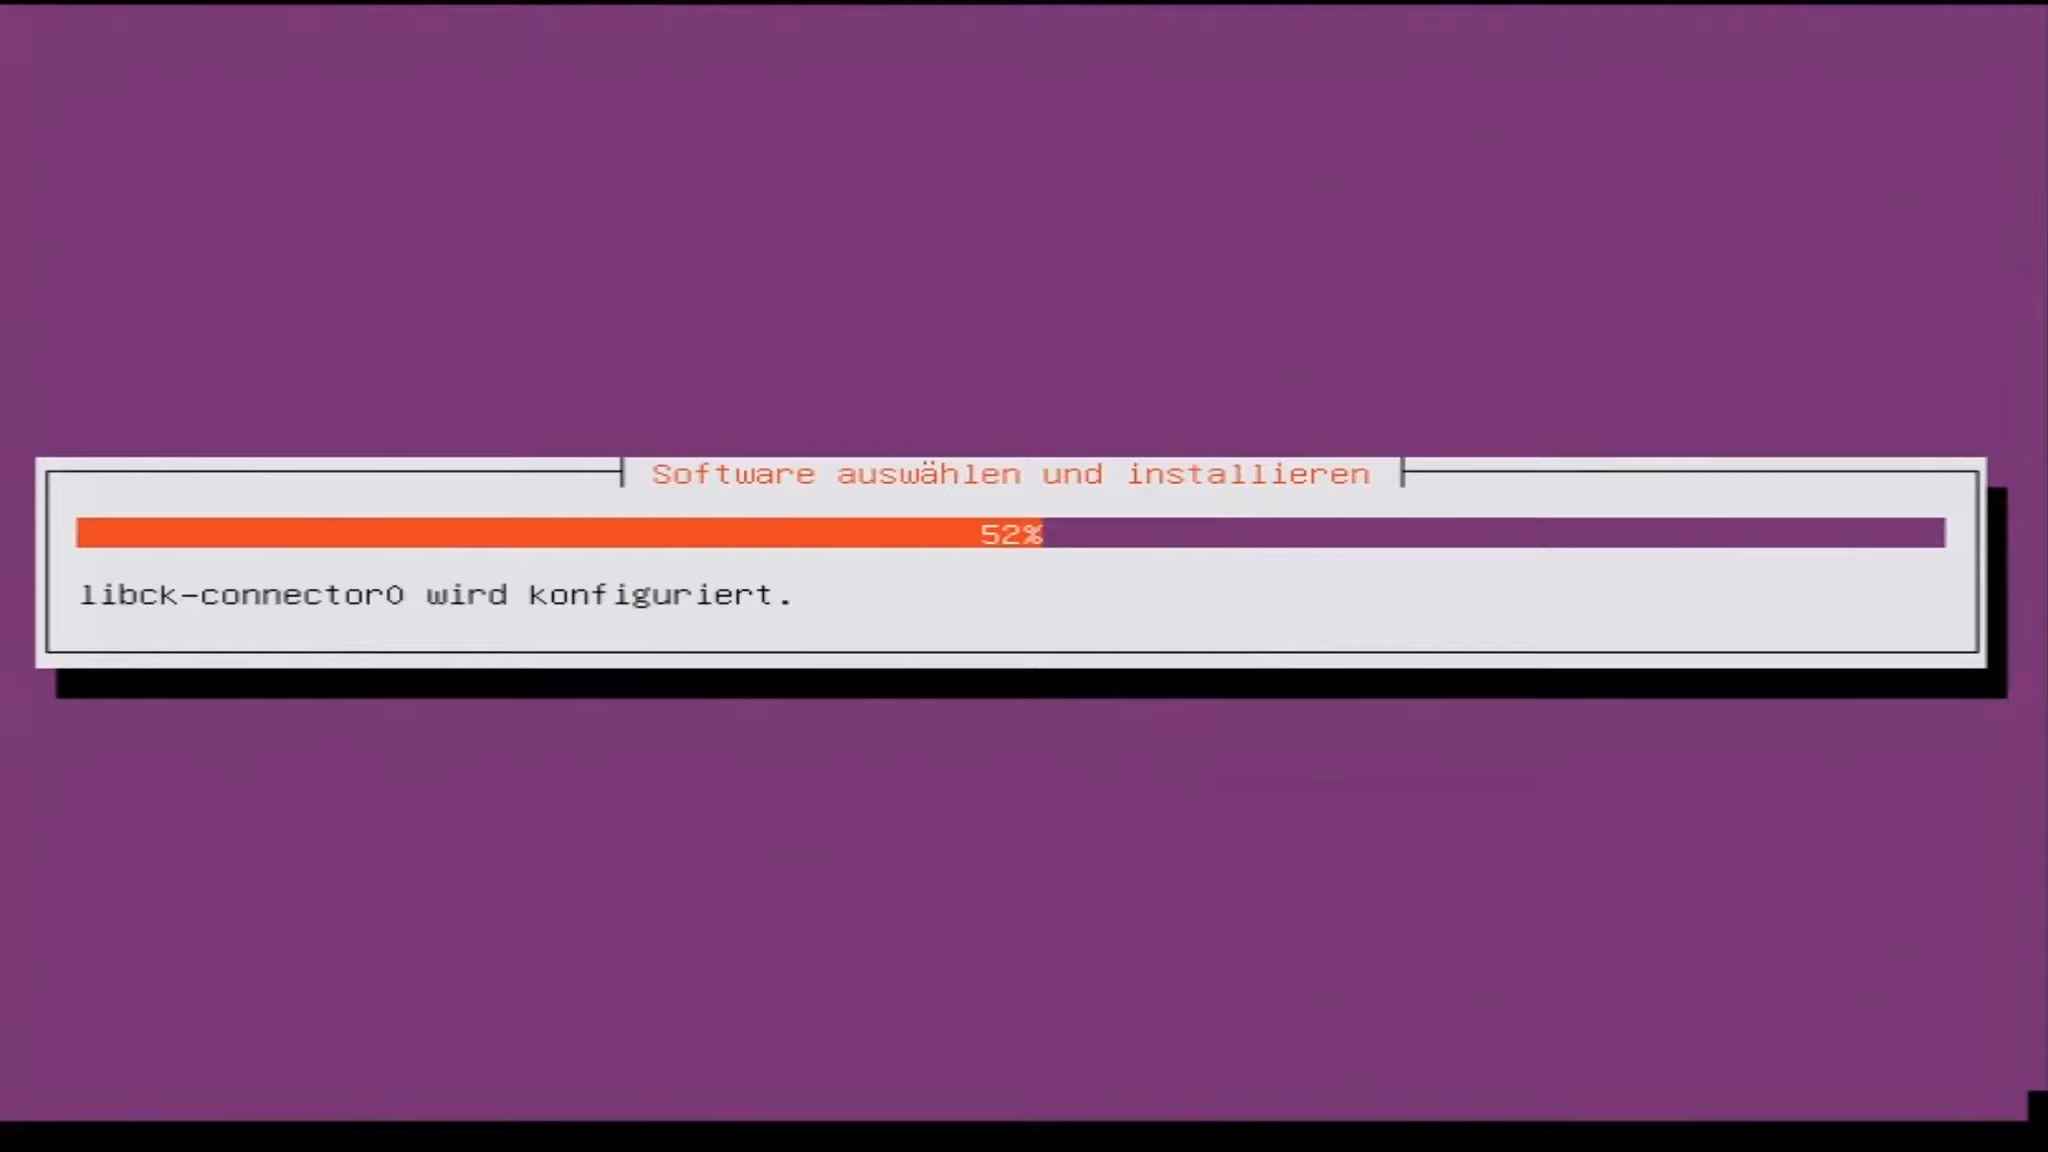 Software auswählen und installieren
52%
libck-connector0 wird konfiguriert.